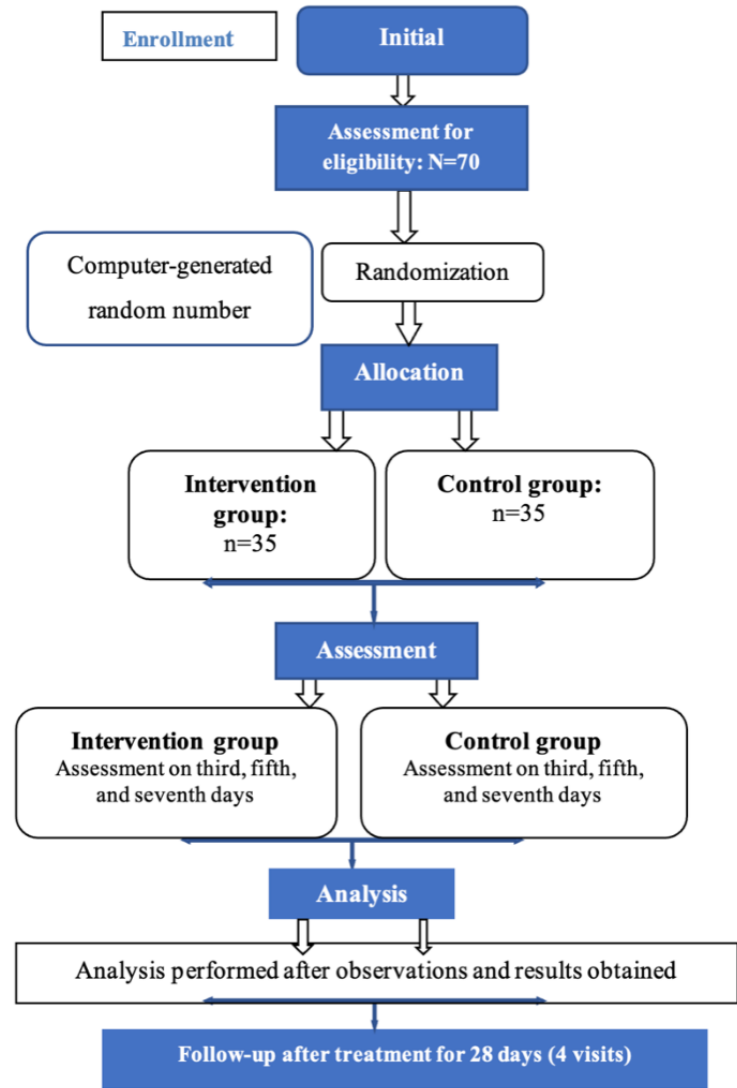 Enrollment
Initial
Assessment for
eligibility: N=70
Computer-generated
random number
Randomization
Allocation
Intervention
group:
n=35
Control group:
n=35
Assessment
Intervention group
Assessment on third, fifth,
and seventh days
Control group
Assessment on third, fifth,
and seventh days
Analysis
Analysis performed after observations and results obtained
Follow-up after treatment for 28 days (4 visits)